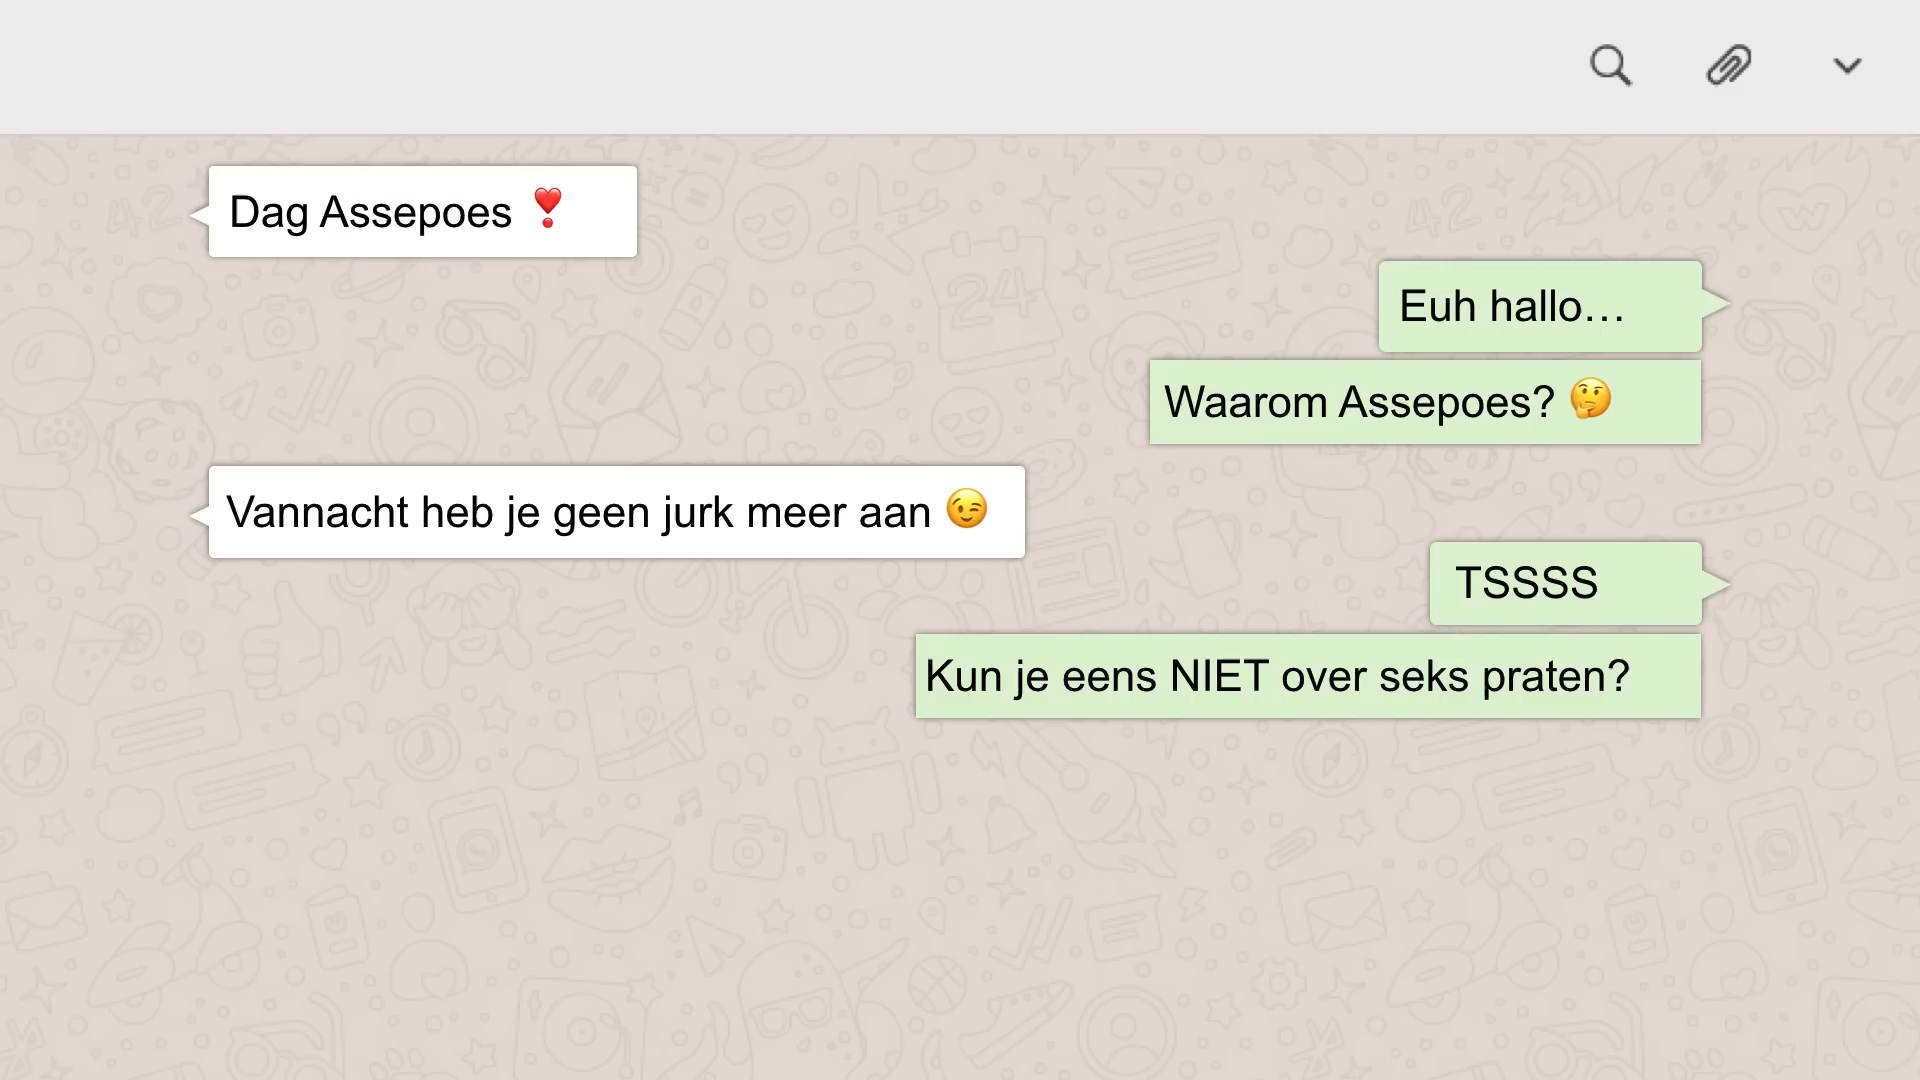 Dag Assepoes ❣️
Euh hallo…
Waarom Assepoes? 🤔
Vannacht heb je geen jurk meer aan 😉
TSSSS
Kun je eens NIET over seks praten?